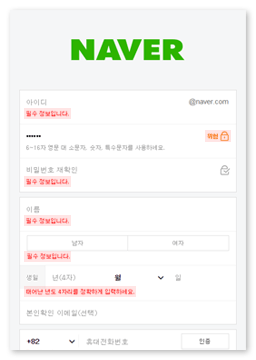 NAVER
아이디 @naver.com
필수 정보입니다.
•••••• 위험
6~16자 영문 대 소문자, 숫자, 특수문자를 사용하세요.
비밀번호 재확인
필수 정보입니다.
이름
필수 정보입니다.
남자 여자
필수 정보입니다.
생일 년(4자) 월 일
태어난 년도 4자리를 정확하게 입력하세요.
본인확인 이메일(선택)
+82 휴대전화번호 인증